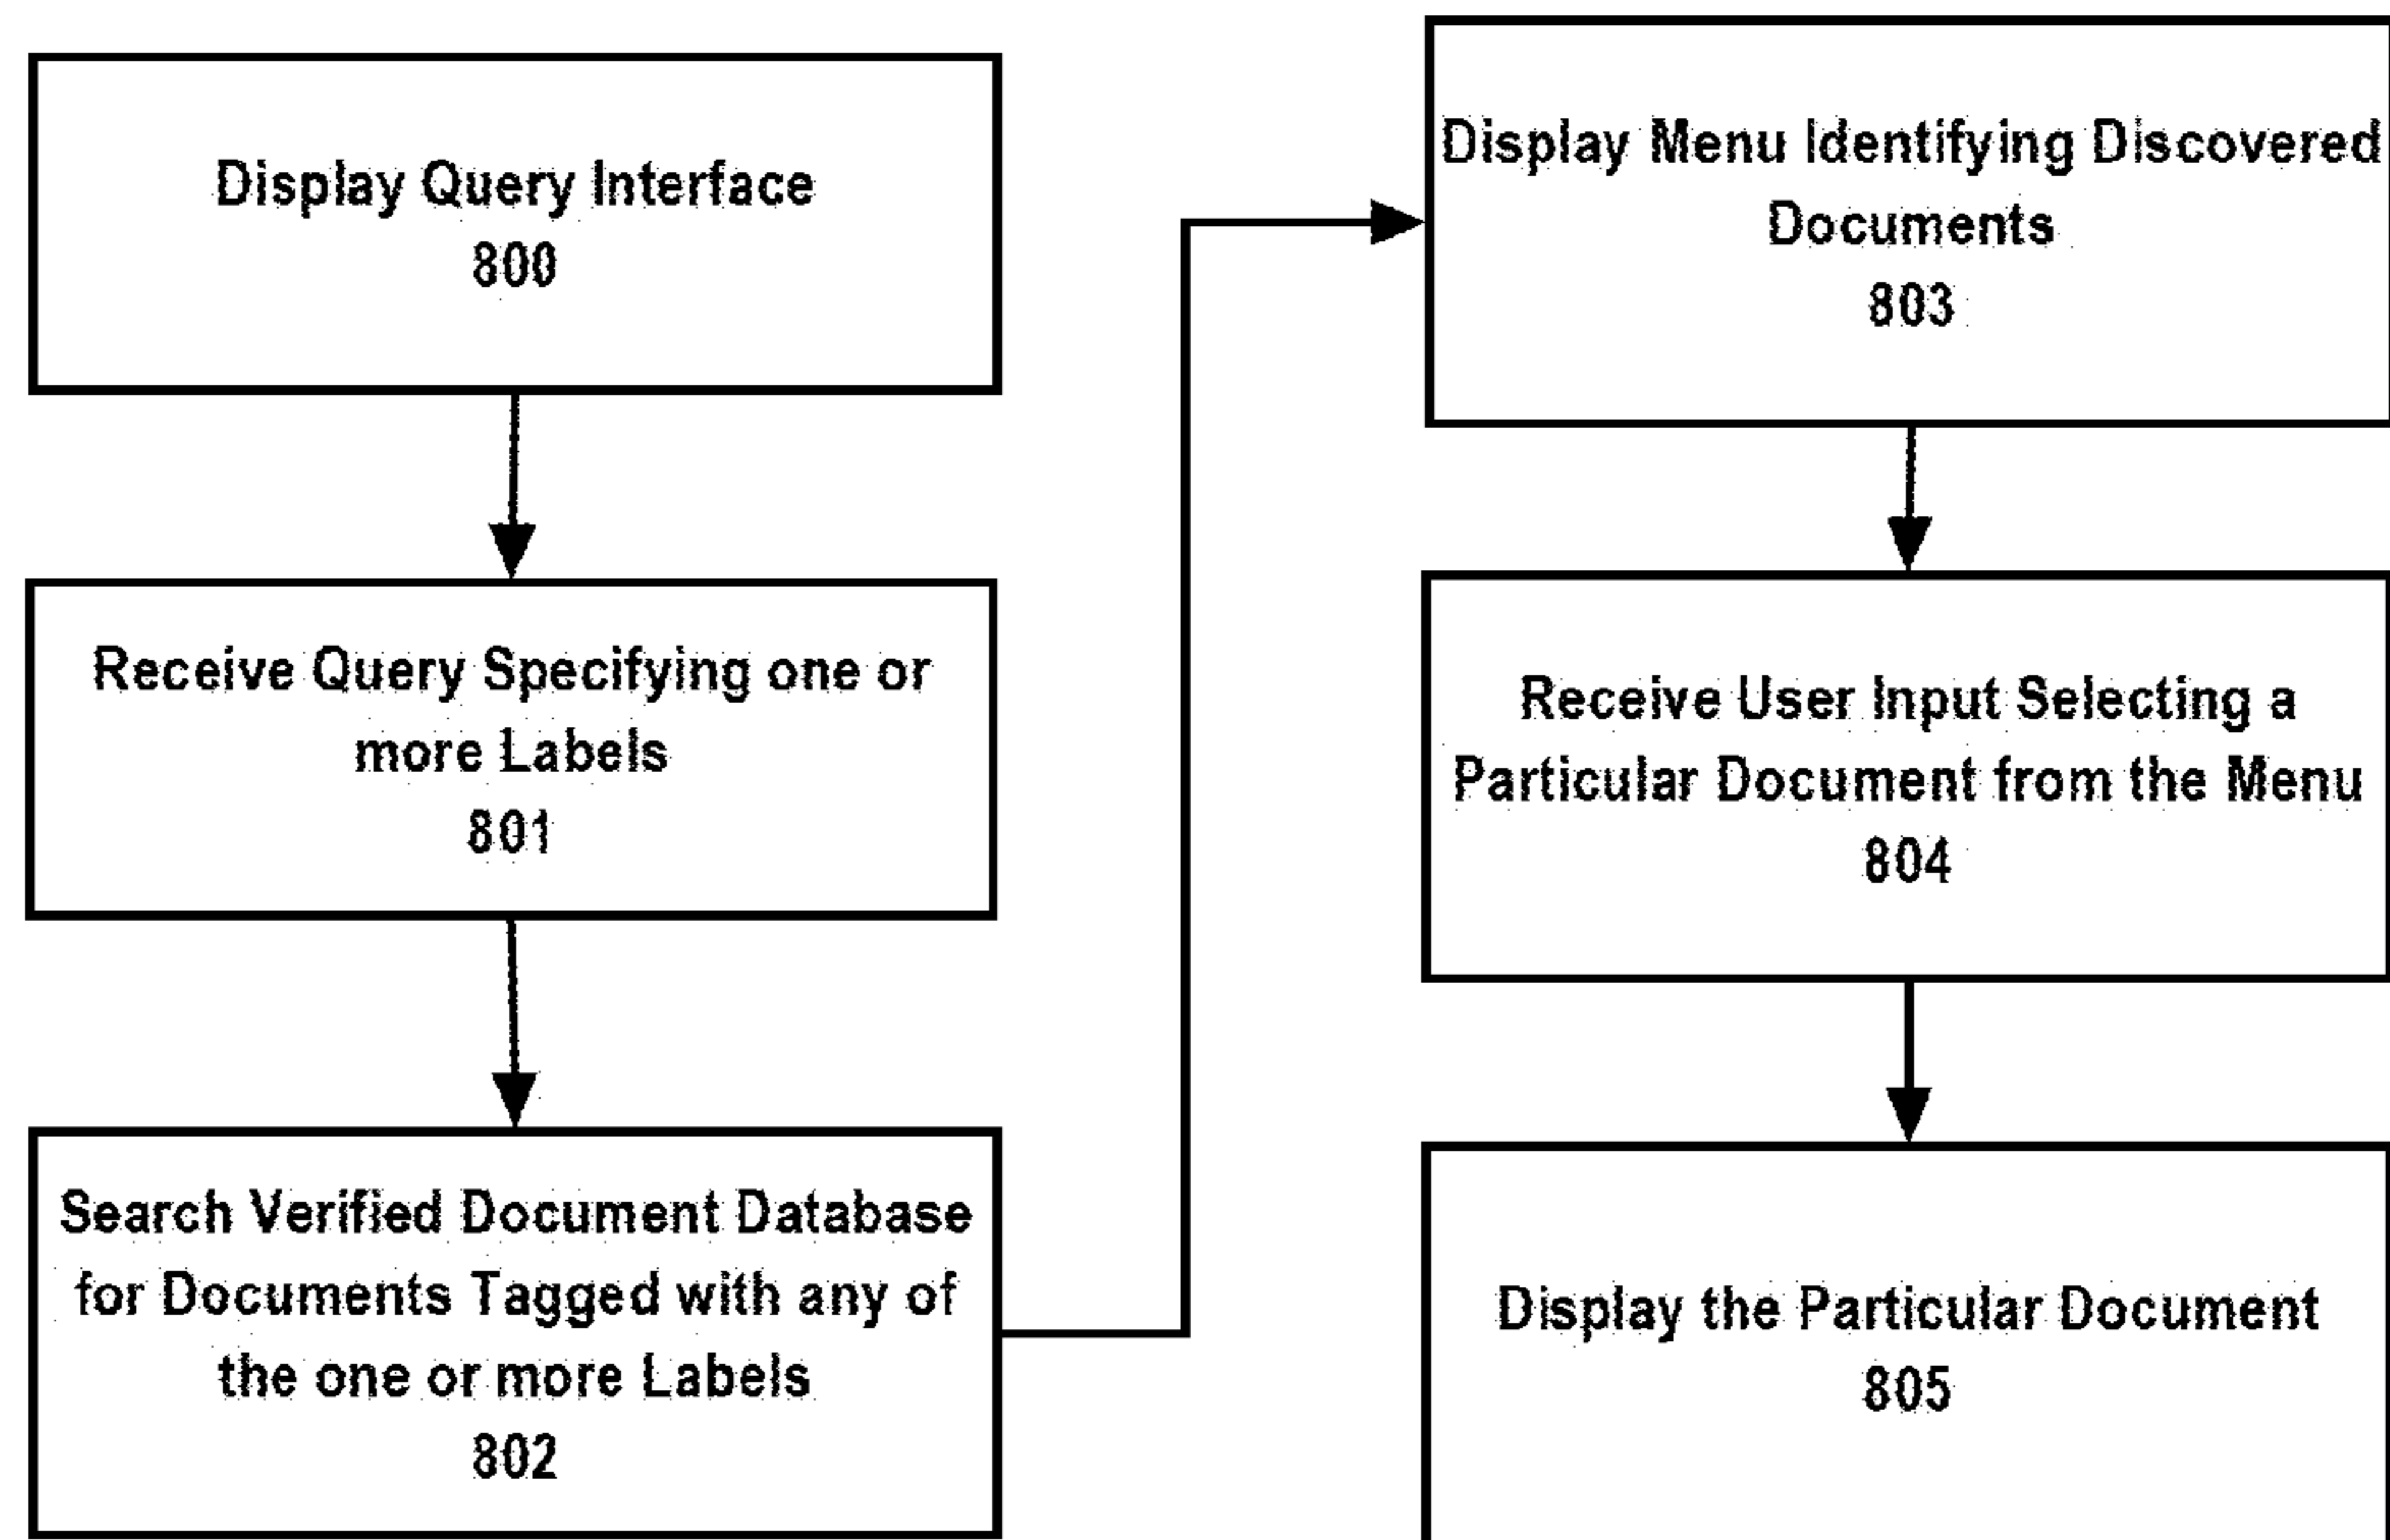 Display Query Interface
800
Receive Query Specifying one or
more Labels
801
Search Verified Document Database
for Documents Tagged with any of
the one or more Labels
802
Display Menu Identifying Discovered
Documents
803
Receive User Input Selecting a
Particular Document from the Menu
804
Display the Particular Document
805